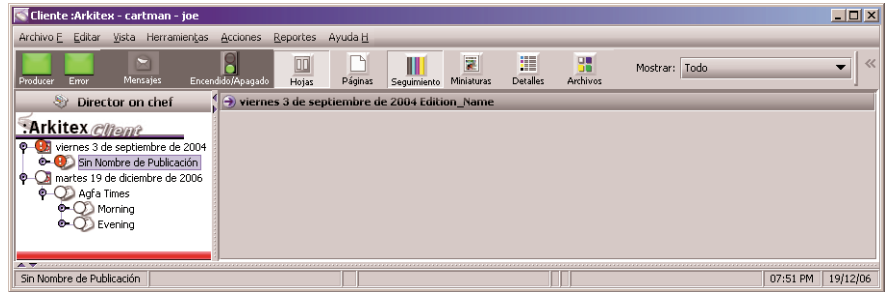 Cliente :Arkitex - cartman - joe
Archivo F Editar Vista Herramientas Acciones Reportes Ayuda H
Producer Error Mensajes Encendido/Apagado Hojas Páginas Seguimiento Miniaturas Detalles Archivos Mostrar: Todo
Director on chef
viernes 3 de septiembre de 2004 Edition_Name
:Arkitex Client
viernes 3 de septiembre de 2004
Sin Nombre de Publicación
martes 19 de diciembre de 2006
Agfa Times
Morning
Evening
Sin Nombre de Publicación 07:51 PM 19/12/06